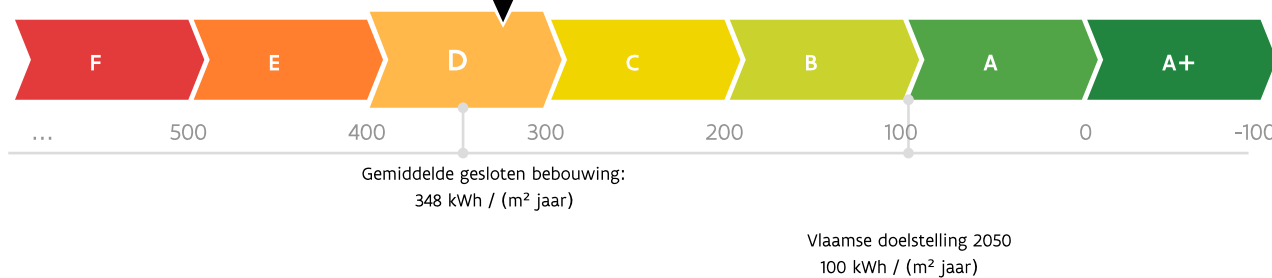 F E D C B A A+
... 500 400 300 200 100 0 -100
Gemiddelde gesloten bebouwing:
348 kWh / (m² jaar)
Vlaamse doelstelling 2050
100 kWh / (m² jaar)